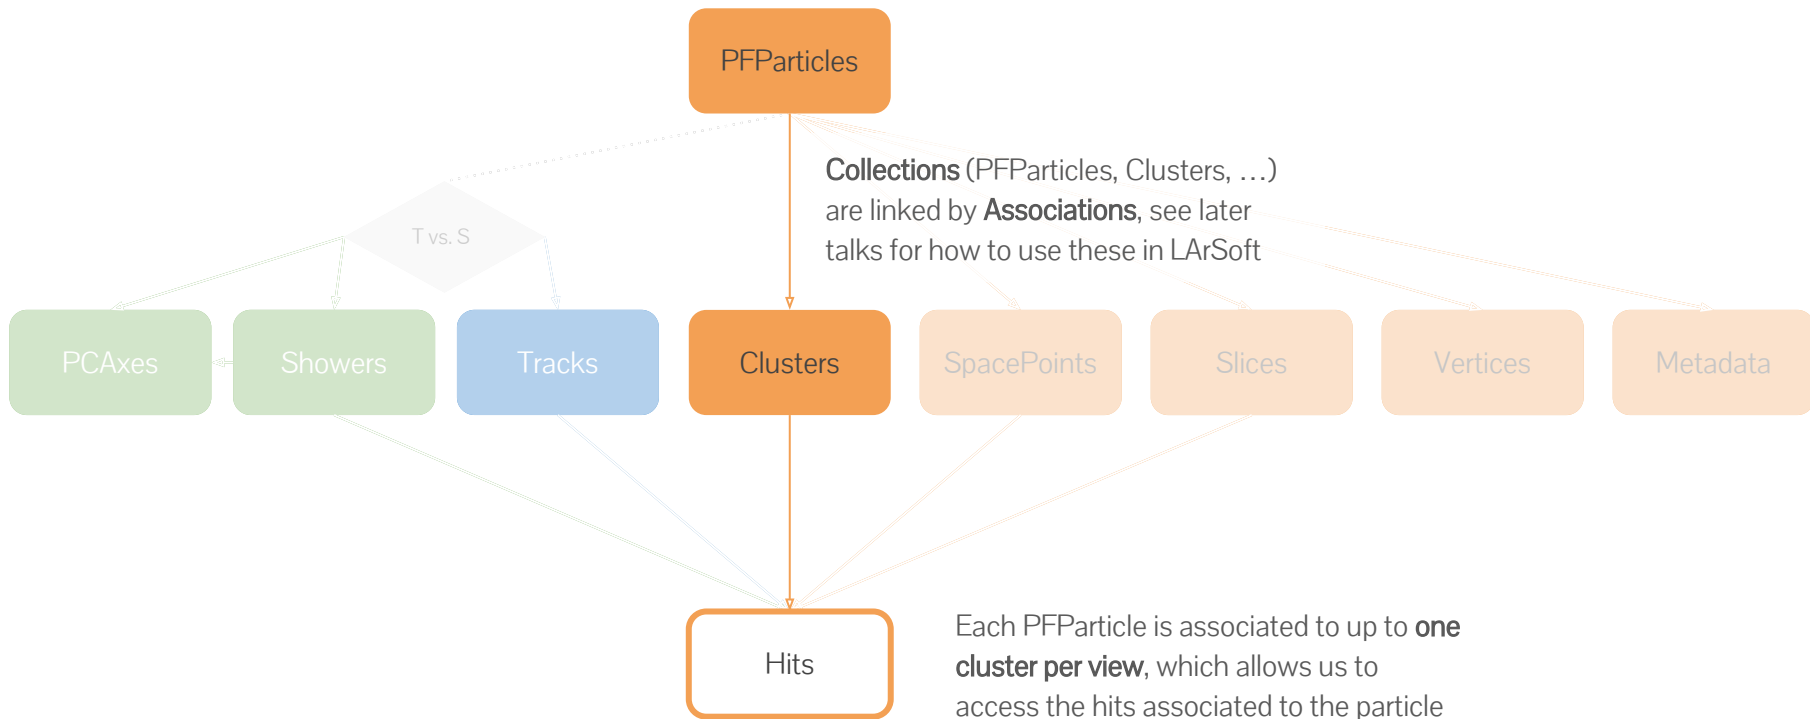 PFParticles
Collections (PFParticles, Clusters, …)
are linked by Associations, see later
talks for how to use these in LArSoft
T vs. S
PCAxes
Showers
Tracks
Clusters
SpacePoints
Slices
Vertices
Metadata
Hits
Each PFParticle is associated to up to one
cluster per view, which allows us to
access the hits associated to the particle